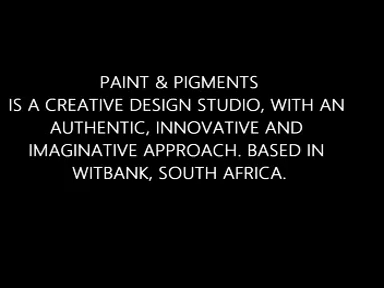 PAINT & PIGMENTS
IS A CREATIVE DESIGN STUDIO, WITH AN
AUTHENTIC, INNOVATIVE AND
IMAGINATIVE APPROACH. BASED IN
WITBANK, SOUTH AFRICA.